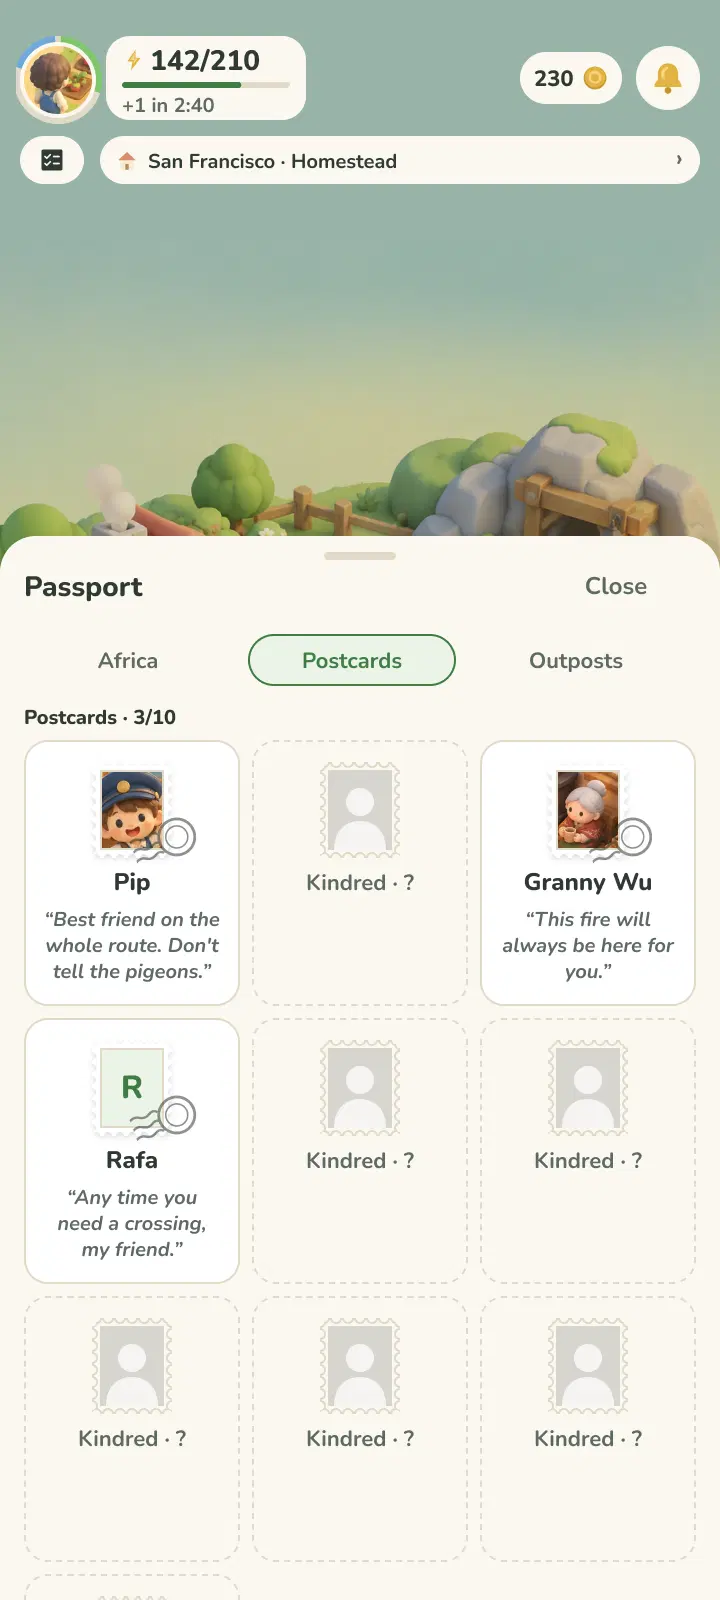 142/210
+1 in 2:40
230
San Francisco · Homestead ›
Passport
Close
Africa
Postcards
Outposts
Postcards · 3/10
Pip
“Best friend on the
whole route. Don't
tell the pigeons.”
Kindred · ?
Granny Wu
“This fire will
always be here for
you.”
R
Rafa
“Any time you
need a crossing,
my friend.”
Kindred · ?
Kindred · ?
Kindred · ?
Kindred · ?
Kindred · ?